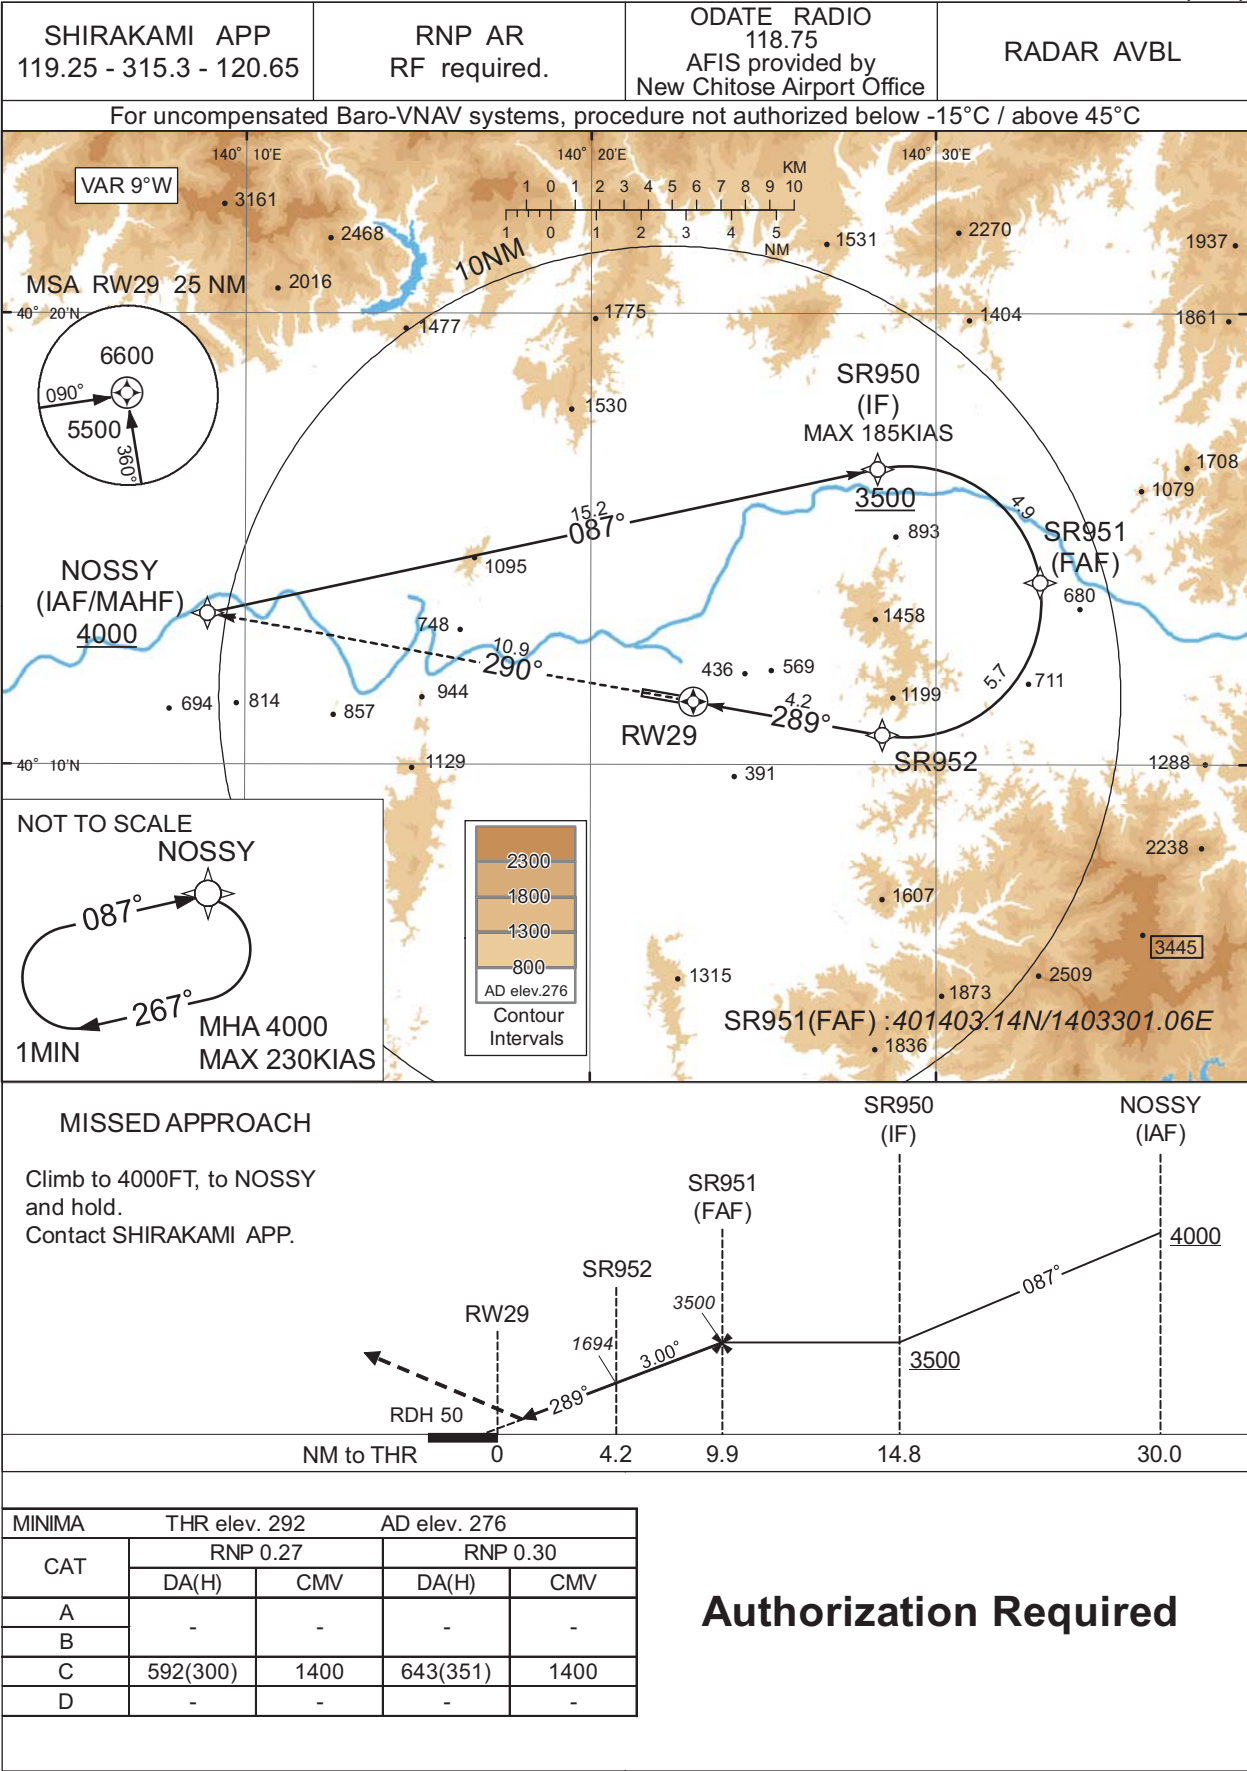 SHIRAKAMI APP
119.25 - 315.3 - 120.65
RNP AR
RF required.
ODATE RADIO
118.75
AFIS provided by
New Chitose Airport Office
RADAR AVBL
For uncompensated Baro-VNAV systems, procedure not authorized below -15°C / above 45°C
140° 10'E
140° 20'E
140° 30'E
VAR 9°W
KM
1 0 1 2 3 4 5 6 7 8 9 10
1 0 1 2 3 4 5
NM
3161
2468
2016
1531
2270
1937
10NM
MSA RW29 25 NM
40° 20'N
1477
1775
1404
1861
6600
090°
5500
360°
1530
SR950
(IF)
MAX 185KIAS
3500
1708
1079
15.2
087°
4.9
893
SR951
(FAF)
1095
NOSSY
(IAF/MAHF)
4000
680
748
1458
10.9
290°
436
569
5.7
711
944
1199
694
814
857
4.2
289°
RW29
SR952
40° 10'N
1129
391
1288
NOT TO SCALE
NOSSY
087°
267°
1MIN
MHA 4000
MAX 230KIAS
2300
1800
1300
800
AD elev.276
Contour
Intervals
2238
1607
3445
1315
2509
1873
SR951(FAF) :401403.14N/1403301.06E
1836
MISSED APPROACH
Climb to 4000FT, to NOSSY
and hold.
Contact SHIRAKAMI APP.
SR950
(IF)
NOSSY
(IAF)
SR951
(FAF)
4000
SR952
087°
3500
RW29
1694
3.00°
3500
289°
RDH 50
NM to THR 0 4.2 9.9 14.8 30.0
MINIMA THR elev. 292 AD elev. 276
CAT RNP 0.27 RNP 0.30
DA(H) CMV DA(H) CMV
A
- - - -
B
C 592(300) 1400 643(351) 1400
D - - - -
Authorization Required